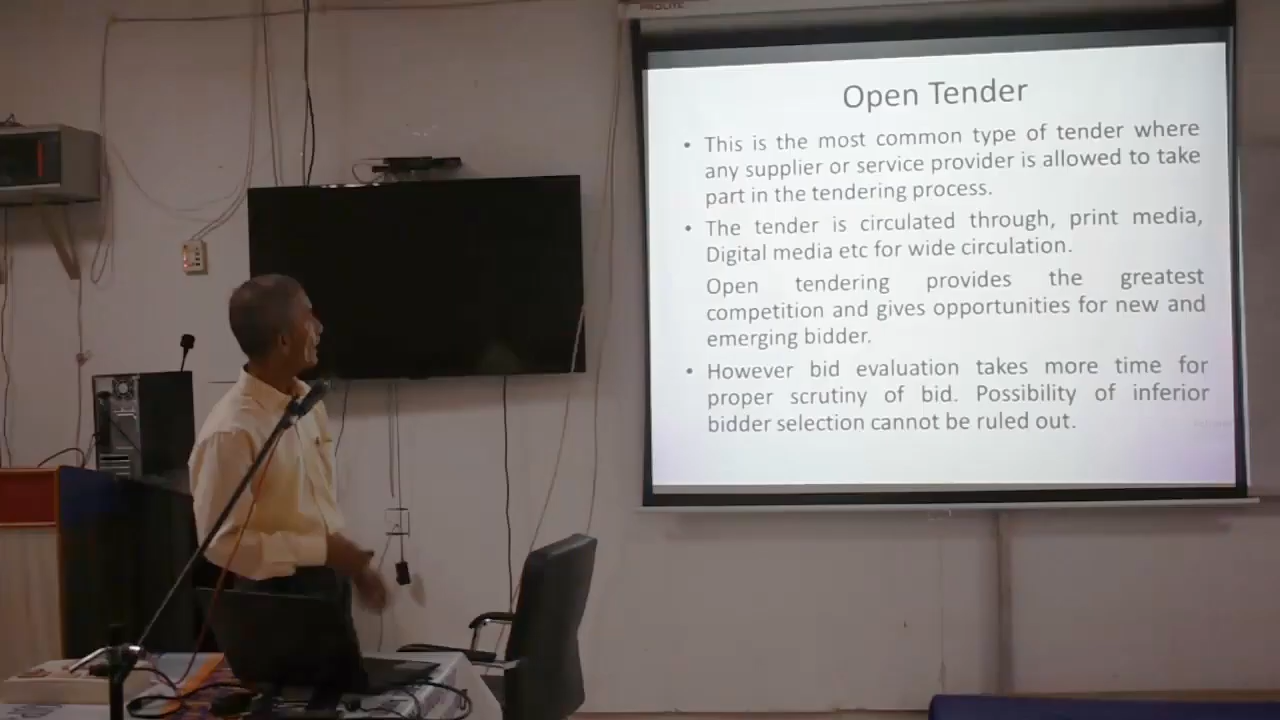 PROLITE
Open Tender
• This is the most common type of tender where
any supplier or service provider is allowed to take
part in the tendering process.
• The tender is circulated through, print media,
Digital media etc for wide circulation.
Open tendering provides the greatest
competition and gives opportunities for new and
emerging bidder.
• However bid evaluation takes more time for
proper scrutiny of bid. Possibility of inferior
bidder selection cannot be ruled out.